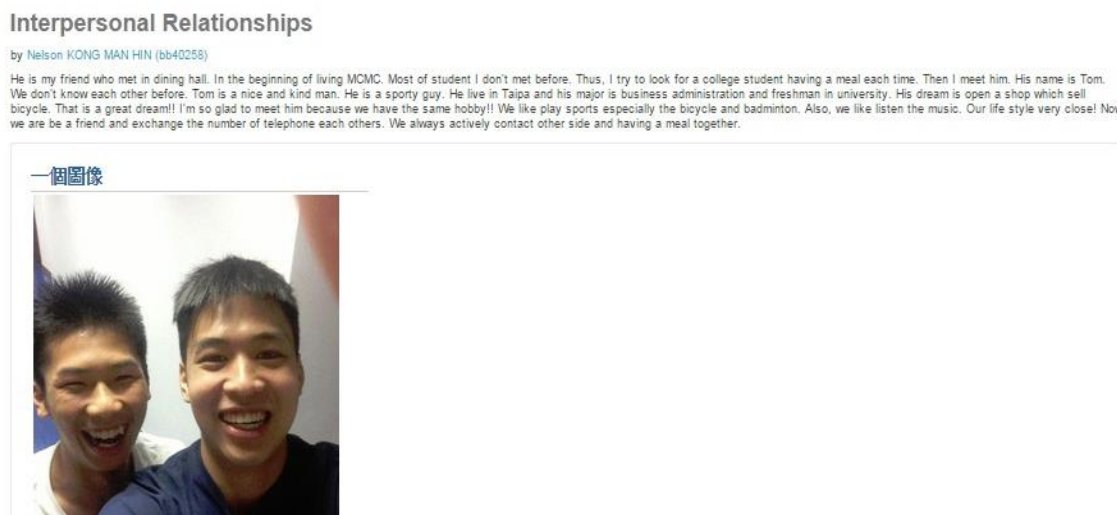 Interpersonal Relationships
by Nelson KONG MAN HIN (bb40258)
He is my friend who met in dining hall. In the beginning of living MCMC. Most of student I don't met before. Thus, I try to look for a college student having a meal each time. Then I meet him. His name is Tom.
We don't know each other before. Tom is a nice and kind man. He is a sporty guy. He live in Taipa and his major is business administration and freshman in university. His dream is open a shop which sell
bicycle. That is a great dream!! I'm so glad to meet him because we have the same hobby!! We like play sports especially the bicycle and badminton. Also, we like listen the music. Our life style very close! Now
we are be a friend and exchange the number of telephone each others. We always actively contact other side and having a meal together.
一個圖像